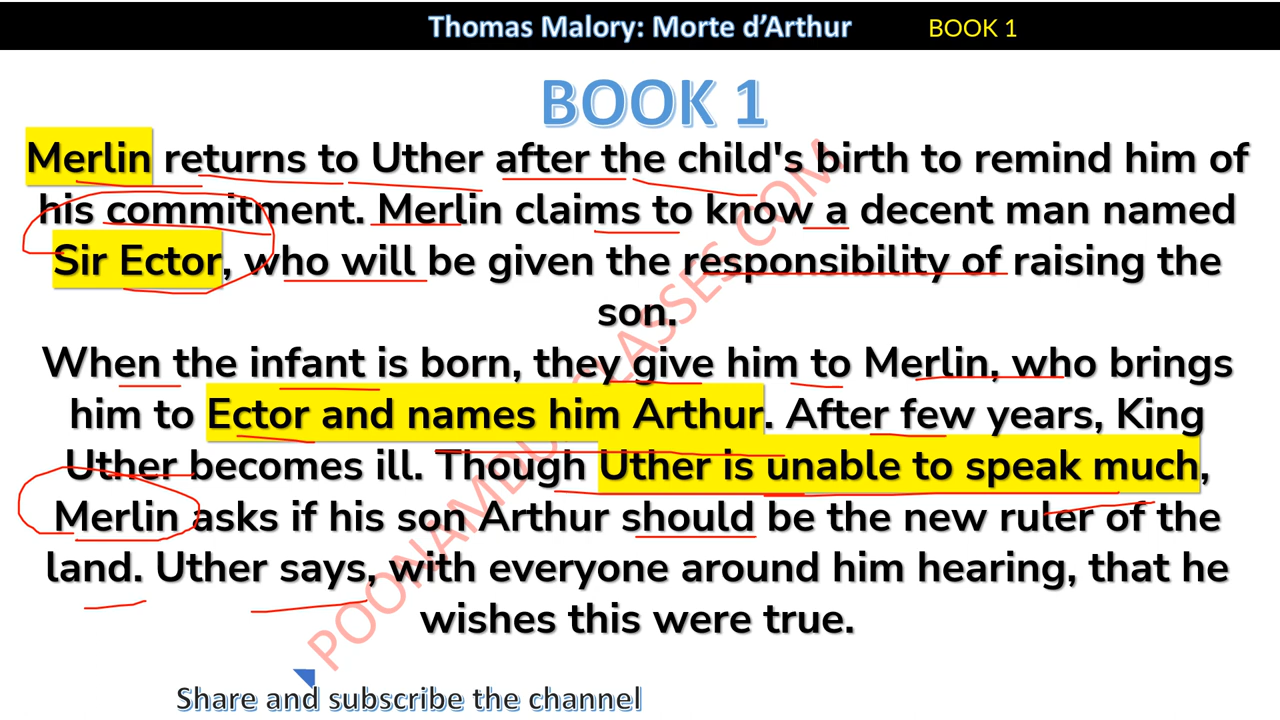 Thomas Malory: Morte d'Arthur BOOK 1
BOOK 1
Merlin returns to Uther after the child's birth to remind him of
his commitment. Merlin claims to know a decent man named
Sir Ector, who will be given the responsibility of raising the
son.
When the infant is born, they give him to Merlin, who brings
him to Ector and names him Arthur. After few years, King
Uther becomes ill. Though Uther is unable to speak much,
Merlin asks if his son Arthur should be the new ruler of the
land. Uther says, with everyone around him hearing, that he
wishes this were true.
Share and subscribe the channel